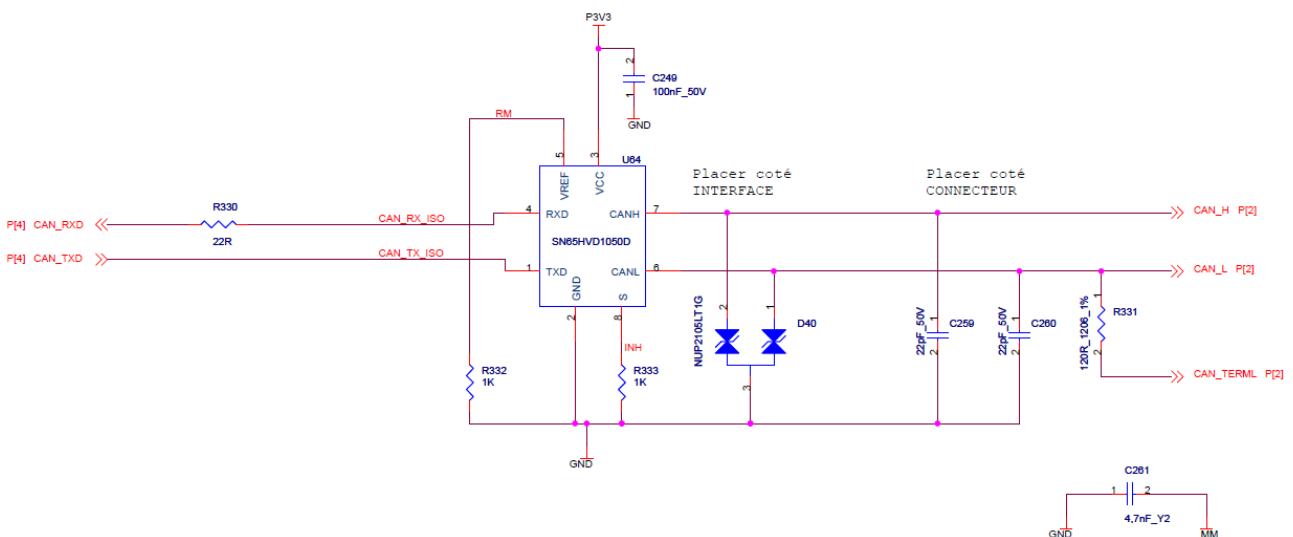 P3V3
2
C249
1
100nF_50V
GND
RM
5
3
U64
VREF
VCC
Placer coté
INTERFACE
Placer coté
CONNECTEUR
P[4] CAN_RXD
R330
22R
CAN_RX_ISO
4
RXD
CANH
7
CAN_H P[2]
SN65HVD1050D
P[4] CAN_TXD
CAN_TX_ISO
1
TXD
CANL
6
CAN_L P[2]
GND
S
2
8
INH
R332
1K
R333
1K
NUP2105LT1G
2
1
D40
3
22pF_50V
1
C259
2
22pF_50V
1
C260
2
120R_1206_1%
1
R331
2
CAN_TERML P[2]
GND
C261
1
2
4,7nF_Y2
GND
MM